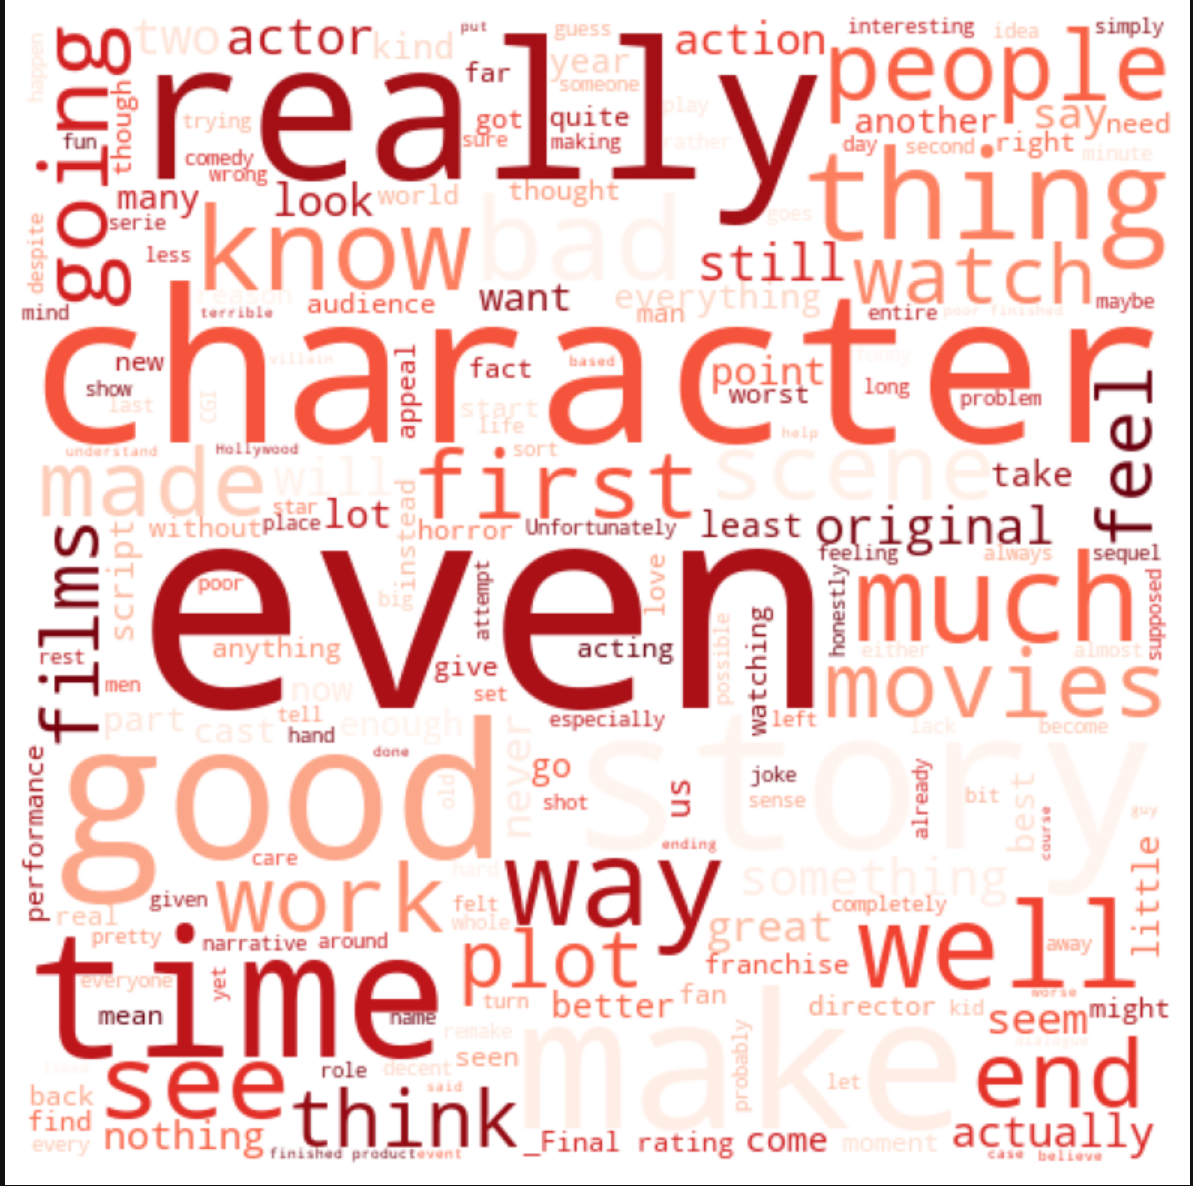 going
two
actor
kind
put
guess
action
interesting
idea
simply
happen
really
far
year
someone
people
play
another
say
need
though
fun
trying
got
quite
sure
making
rather
day
second
right
minute
comedy
wrong
many
look
world
thought
bad
goes
thing
serie
despite
less
know
still
watch
mind
reason
terrible
audience
want
everything
man
entire
poor finished
maybe
character
new
villain
appeal
fact
based
point
funny
feel
show
last
CGI
start
worst
long
problem
life
help
understand
Hollywood
sort
made
will
first
scene
take
films
script
without
star
place
lot
instead
horror
Unfortunately
least
original
feeling
always
sequel
even
poor
big
attempt
love
honestly
much
supposed
rest
anything
acting
possible
watching
either
almost
men
now
give
set
movies
part
cast
tell
hand
enough
never
especially
left
lack
become
performance
good
done
old
go
shot
us
story
joke
sense
already
bit
best
course
guy
care
ending
hard
way
something
little
real
given
work
felt
whole
great
completely
well
away
pretty
narrative
around
plot
franchise
time
everyone
yet
turn
better
fan
director
kid
worse
seem
might
mean
name
remake
make
probably
dialogue
liked
see
role
decent
seen
said
let
end
back
find
every
nothing
think
_Final rating
come
moment
actually
finished product
event
case
believe